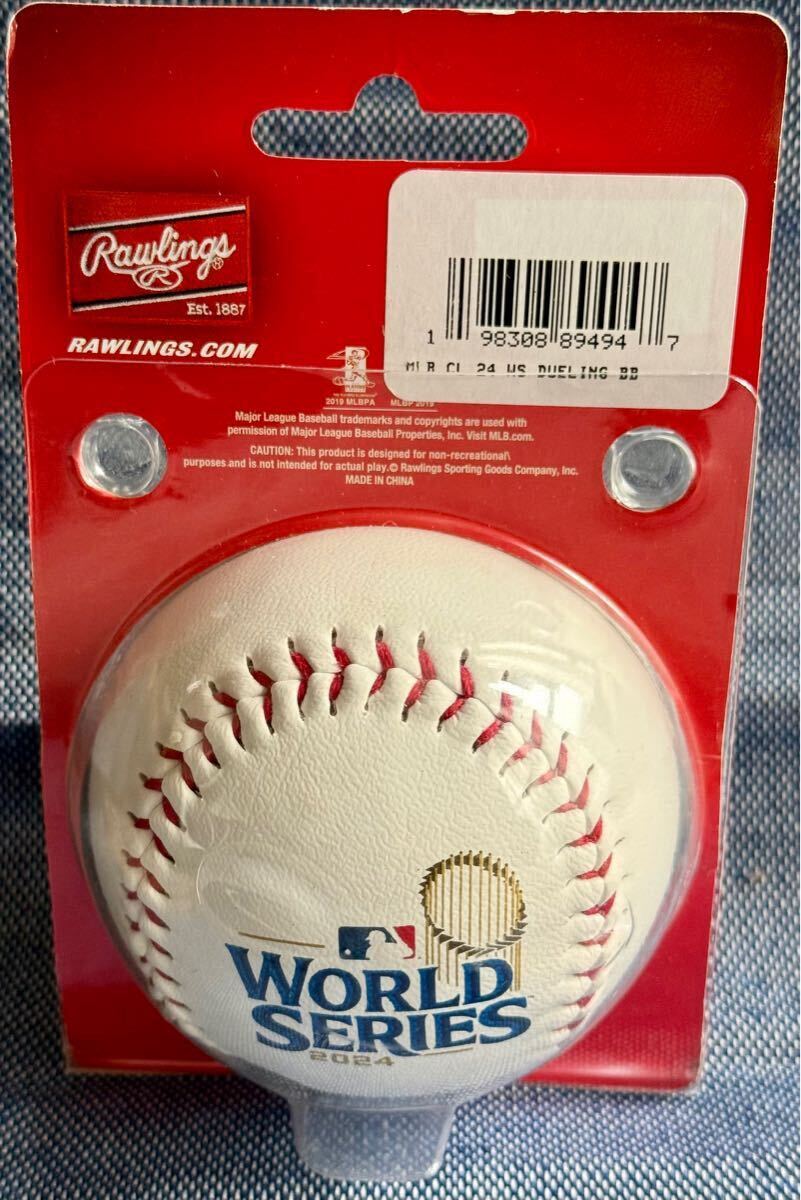 Rawlings®
R
Est. 1887
RAWLINGS.COM
1 98308 89494 7
MLB CL 24 WS DUELING BB
2019 MLBPA MLBP 2019
Major League Baseball trademarks and copyrights are used with
permission of Major League Baseball Properties, Inc. Visit MLB.com.
CAUTION: This product is designed for non-recreational\
purposes and is not intended for actual play.© Rawlings Sporting Goods Company, Inc.
MADE IN CHINA
WORLD
SERIES
2024